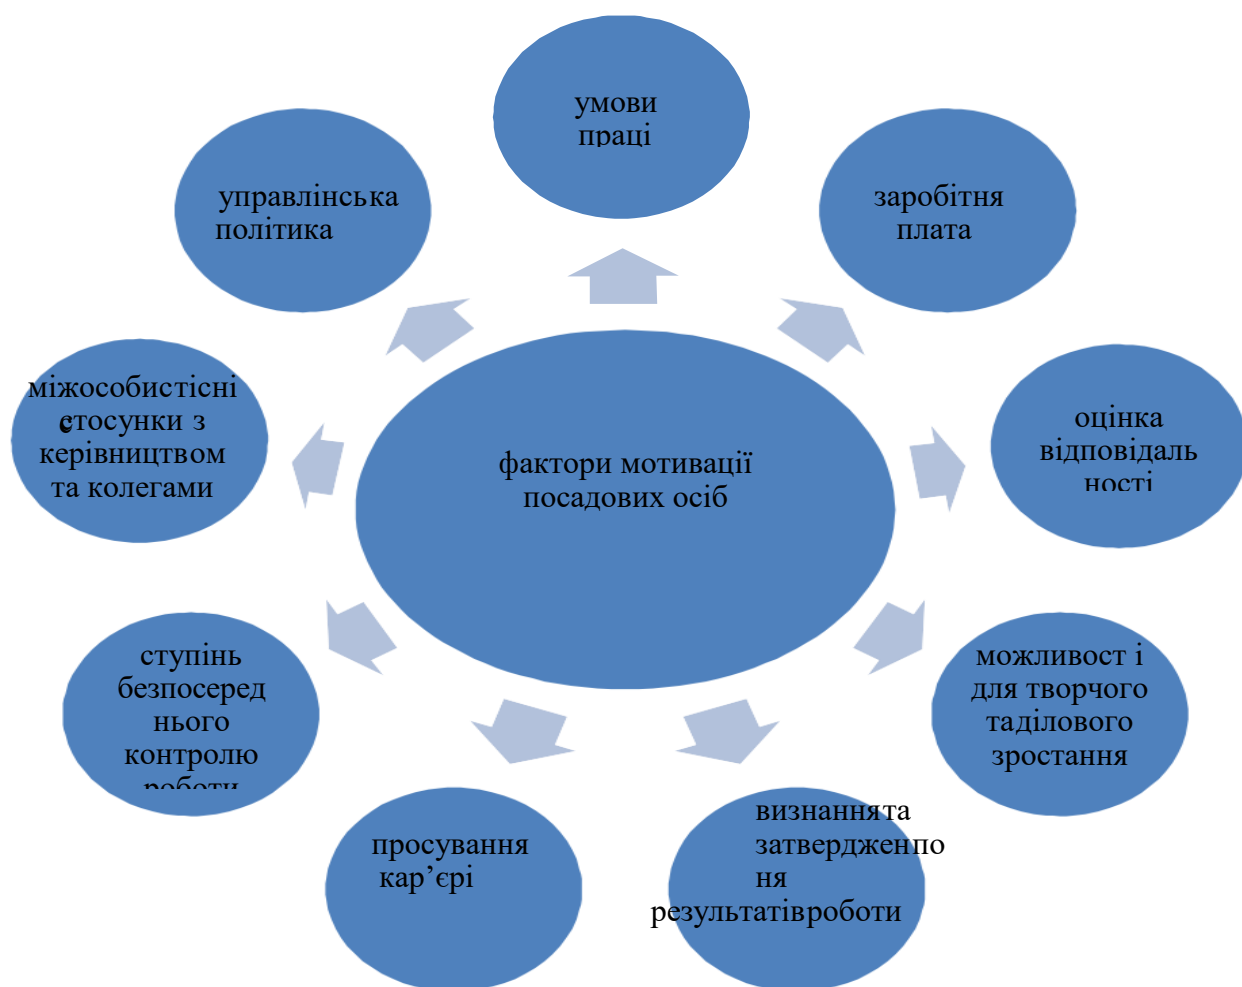 умови
праці
заробітня
плата
оцінка
відповідаль
ності
можливост і
для творчого
таділового
зростання
визнаннята
затвердженпо
ня
результатівроботи
просування
кар’єрі
ступінь
безпосеред
нього
контролю
роботи
міжособистісні
стосунки з
керівництвом
та колегами
управлінська
політика
фактори мотивації
посадових осіб